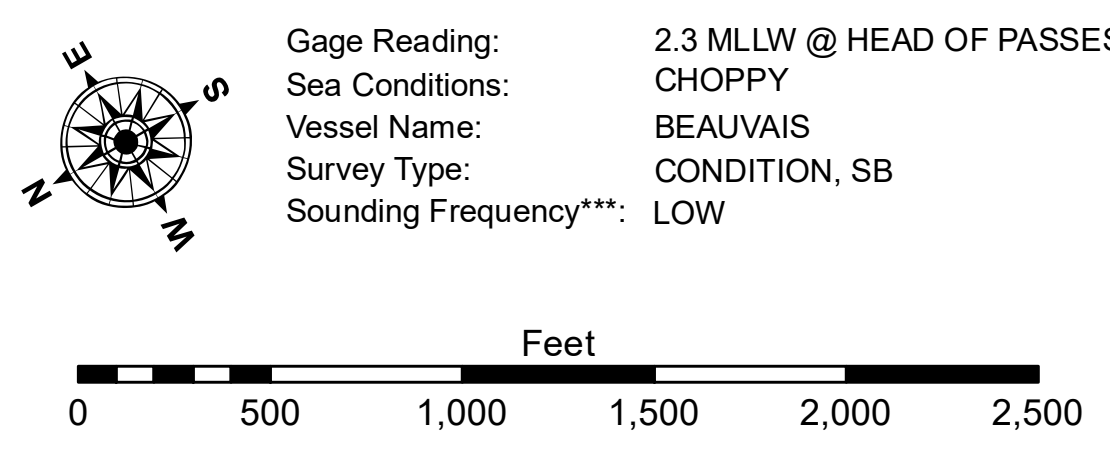 E
S
N
W
Gage Reading: 2.3 MLLW @ HEAD OF PASSES
Sea Conditions: CHOPPY
Vessel Name: BEAUVAIS
Survey Type: CONDITION, SB
Sounding Frequency***: LOW
Feet
0 500 1,000 1,500 2,000 2,500